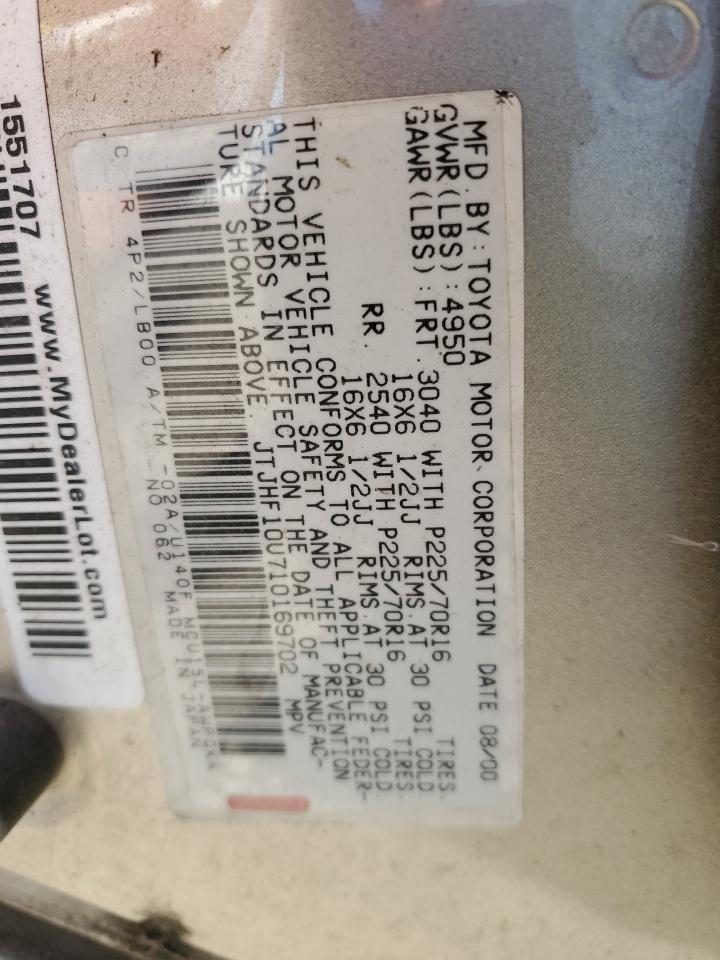 MFD. BY: TOYOTA MOTOR CORPORATION DATE 08/00
GVWR(LBS):4950
GAWR(LBS): FRT. 3040 WITH P225/70R16 TIRES
16X6 1/2JJ RIMS.AT 30 PSI COLD
RR. 2540 WITH P225/70R16 TIRES
16X6 1/2JJ RIMS.AT 30 PSI COLD
THIS VEHICLE CONFORMS TO ALL APPLICABLE FEDER-
AL MOTOR VEHICLE SAFETY AND THEFT PREVENTION
STANDARDS IN EFFECT ON THE DATE OF MANUFAC-
TURE SHOWN ABOVE. JTJHF10U710169702 MPV
C TR 4P2/LB00 A/TM -02A/U140F MCU15L-AWPGKA
NO 062 MADE IN JAPAN
1551707 www.MyDealerLot.com